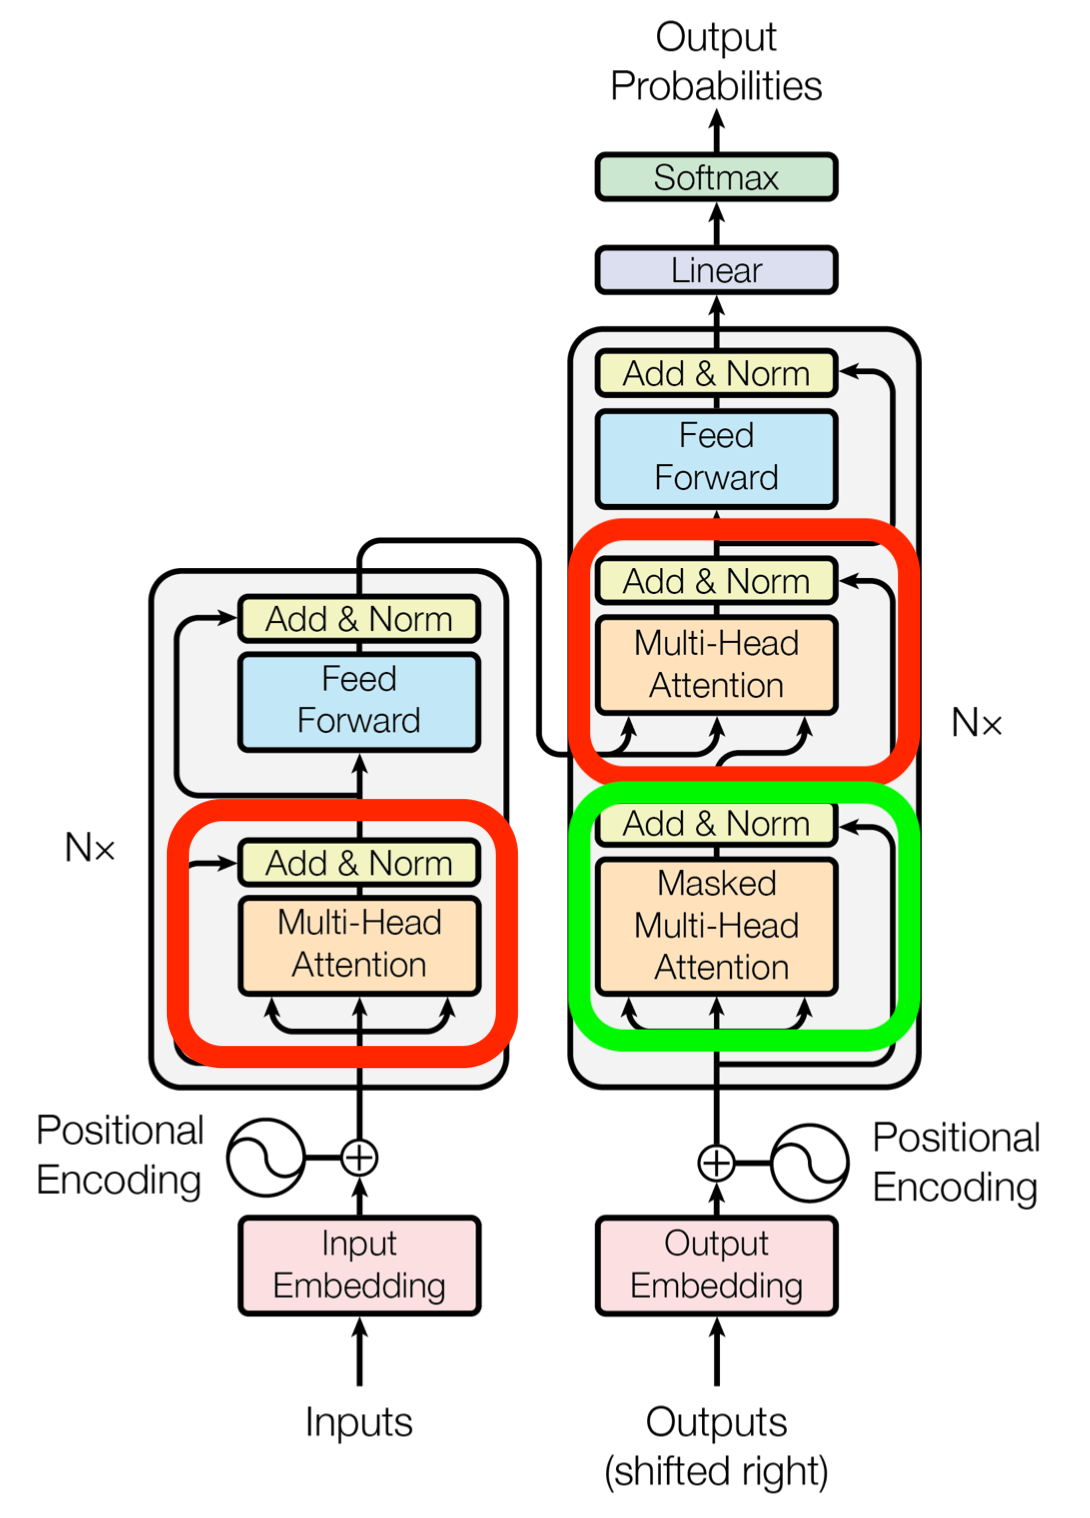 Output
Probabilities
Softmax
Linear
Add & Norm
Feed
Forward
Add & Norm
Multi-Head
Attention
Nx
Add & Norm
Masked
Multi-Head
Attention
Add & Norm
Feed
Forward
Nx
Add & Norm
Multi-Head
Attention
Positional
Encoding
Positional
Encoding
Input
Embedding
Output
Embedding
Inputs
Outputs
(shifted right)